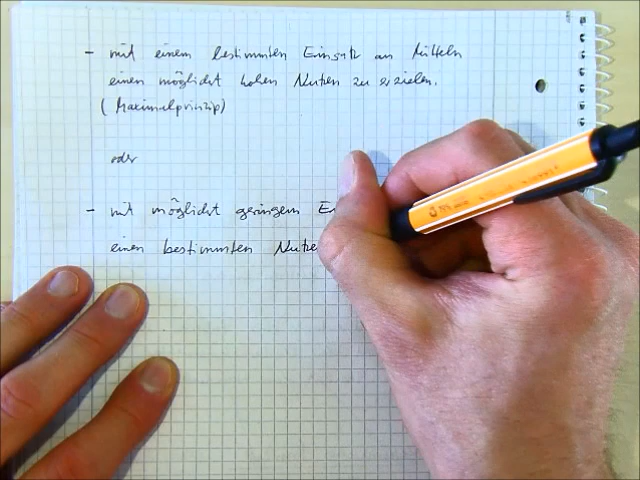 - mit einem bestimmten Einsatz an Mitteln
einen möglichst hohen Nutzen zu erzielen.
(Maximalprinzip)
oder
- mit möglichst geringem
einen bestimmten